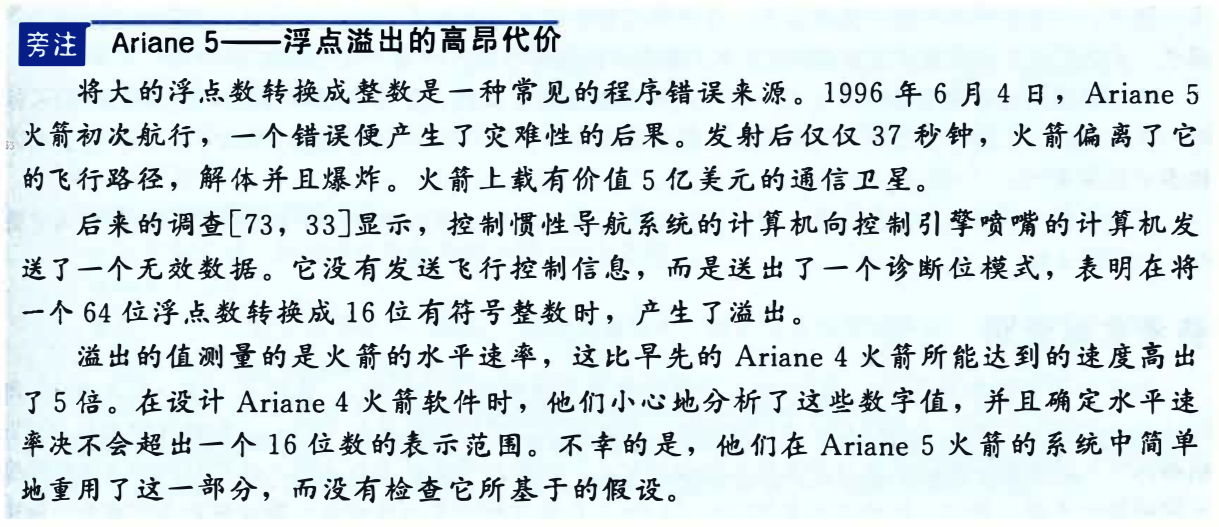 旁注 Ariane 5——浮点溢出的高昂代价
将大的浮点数转换成整数是一种常见的程序错误来源。1996 年 6 月 4 日，Ariane 5
火箭初次航行，一个错误便产生了灾难性的后果。发射后仅仅 37 秒钟，火箭偏离了它
的飞行路径，解体并且爆炸。火箭上载有价值 5 亿美元的通信卫星。
后来的调查[73，33]显示，控制惯性导航系统的计算机向控制引擎喷嘴的计算机发
送了一个无效数据。它没有发送飞行控制信息，而是送出了一个诊断位模式，表明在将
一个 64 位浮点数转换成 16 位有符号整数时，产生了溢出。
溢出的值测量的是火箭的水平速率，这比早先的 Ariane 4 火箭所能达到的速度高出
了 5 倍。在设计 Ariane 4 火箭软件时，他们小心地分析了这些数字值，并且确定水平速
率决不会超出一个 16 位数的表示范围。不幸的是，他们在 Ariane 5 火箭的系统中简单
地重用了这一部分，而没有检查它所基于的假设。